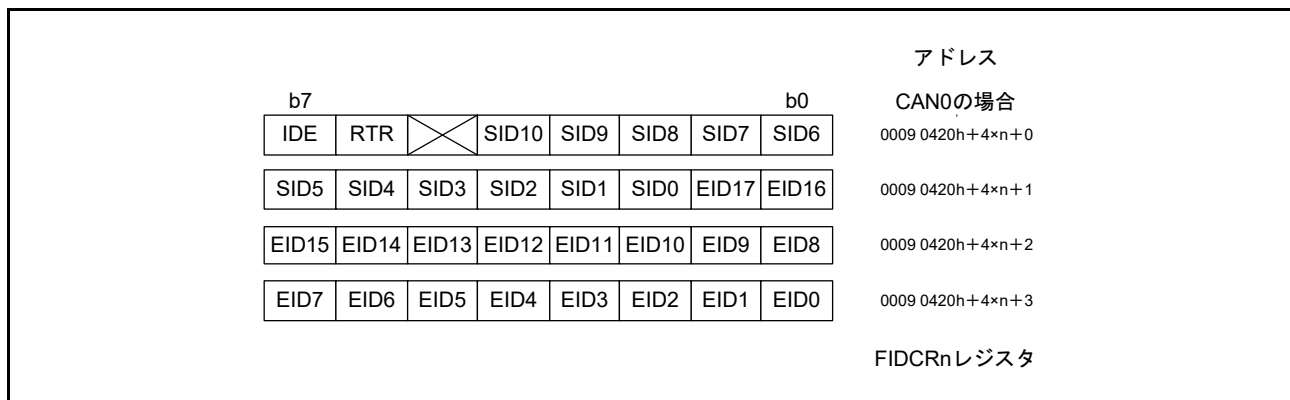 アドレス
b7 b0 CAN0の場合
IDE RTR SID10 SID9 SID8 SID7 SID6 0009 0420h+4×n+0
SID5 SID4 SID3 SID2 SID1 SID0 EID17 EID16 0009 0420h+4×n+1
EID15 EID14 EID13 EID12 EID11 EID10 EID9 EID8 0009 0420h+4×n+2
EID7 EID6 EID5 EID4 EID3 EID2 EID1 EID0 0009 0420h+4×n+3
FIDCRnレジスタ